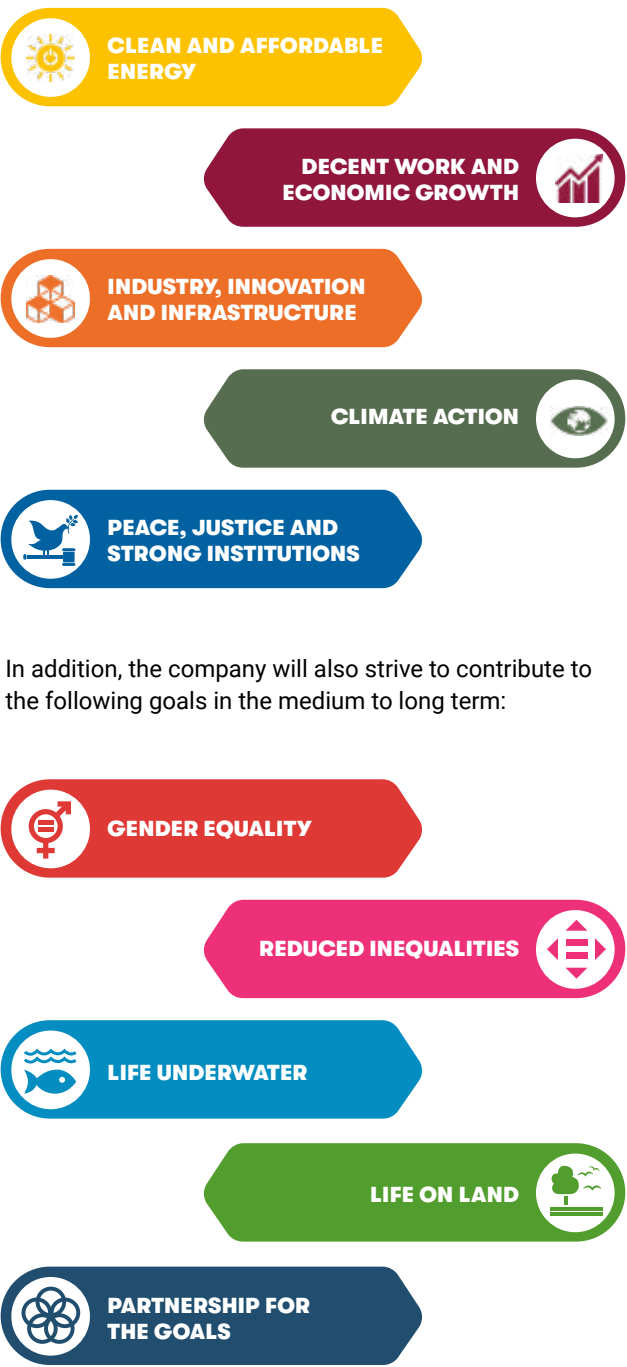 CLEAN AND AFFORDABLE
ENERGY
DECENT WORK AND
ECONOMIC GROWTH
INDUSTRY, INNOVATION
AND INFRASTRUCTURE
CLIMATE ACTION
PEACE, JUSTICE AND
STRONG INSTITUTIONS
In addition, the company will also strive to contribute to
the following goals in the medium to long term:
GENDER EQUALITY
REDUCED INEQUALITIES
LIFE UNDERWATER
LIFE ON LAND
PARTNERSHIP FOR
THE GOALS